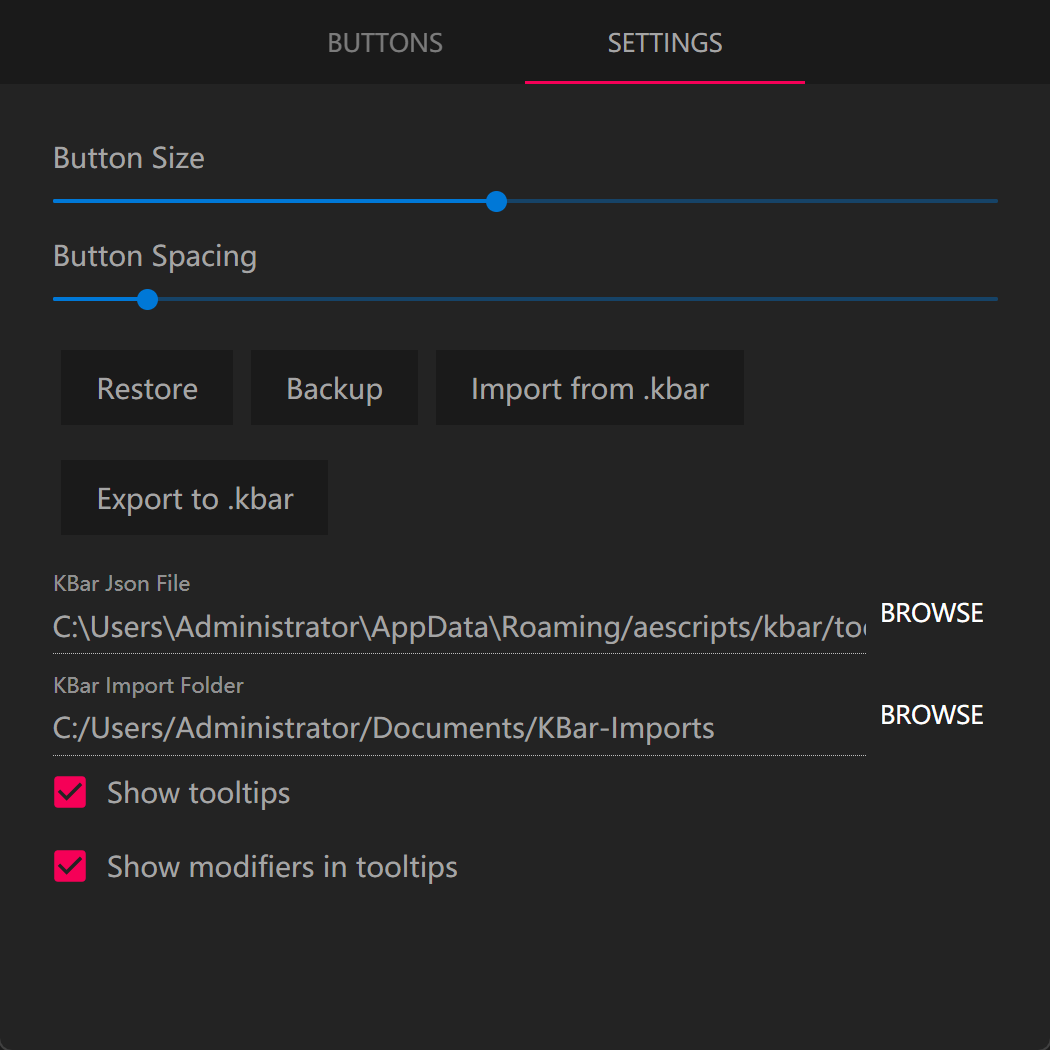 BUTTONS SETTINGS
Button Size
Button Spacing
Restore Backup Import from .kbar
Export to .kbar
KBar Json File
C:\Users\Administrator\AppData\Roaming/aescripts/kbar/too
BROWSE
KBar Import Folder
C:/Users/Administrator/Documents/KBar-Imports
BROWSE
Show tooltips
Show modifiers in tooltips